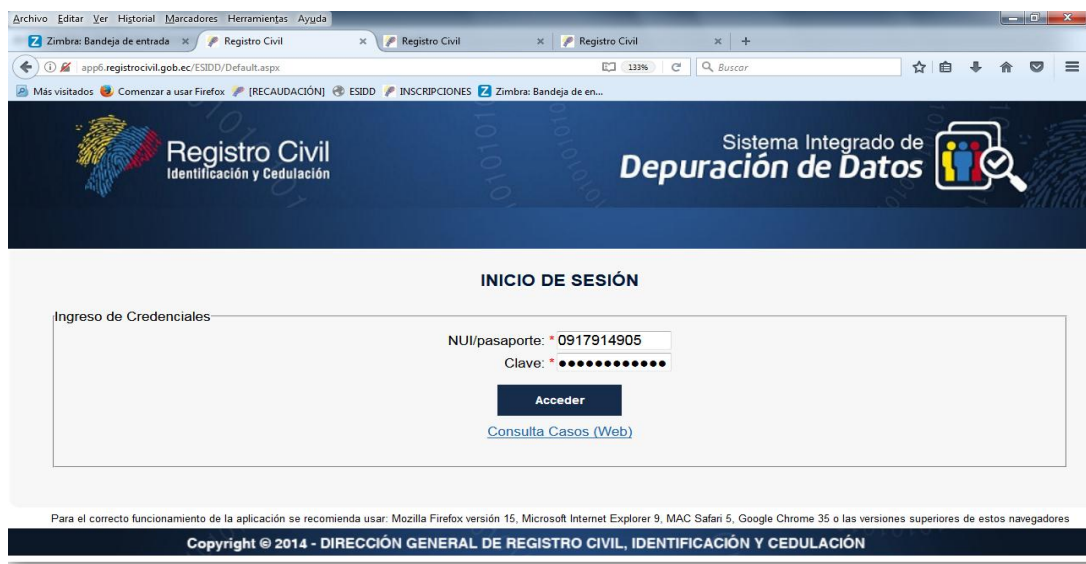 Archivo Editar Ver Historial Marcadores Herramientas Ayuda
Zimbra: Bandeja de entrada × Registro Civil × Registro Civil × Registro Civil × +
app6.registrocivil.gob.ec/ESIDD/Default.aspx 133% Buscar
Más visitados Comenzar a usar Firefox [RECAUDACIÓN] ESIDD INSCRIPCIONES Zimbra: Bandeja de en...
Registro Civil
Identificación y Cedulación
Sistema Integrado de
Depuración de Datos
INICIO DE SESIÓN
Ingreso de Credenciales
NUI/pasaporte: * 0917914905
Clave: * ●●●●●●●●●●●●
Acceder
Consulta Casos (Web)
Para el correcto funcionamiento de la aplicación se recomienda usar: Mozilla Firefox versión 15, Microsoft Internet Explorer 9, MAC Safari 5, Google Chrome 35 o las versiones superiores de estos navegadores
Copyright © 2014 - DIRECCIÓN GENERAL DE REGISTRO CIVIL, IDENTIFICACIÓN Y CEDULACIÓN